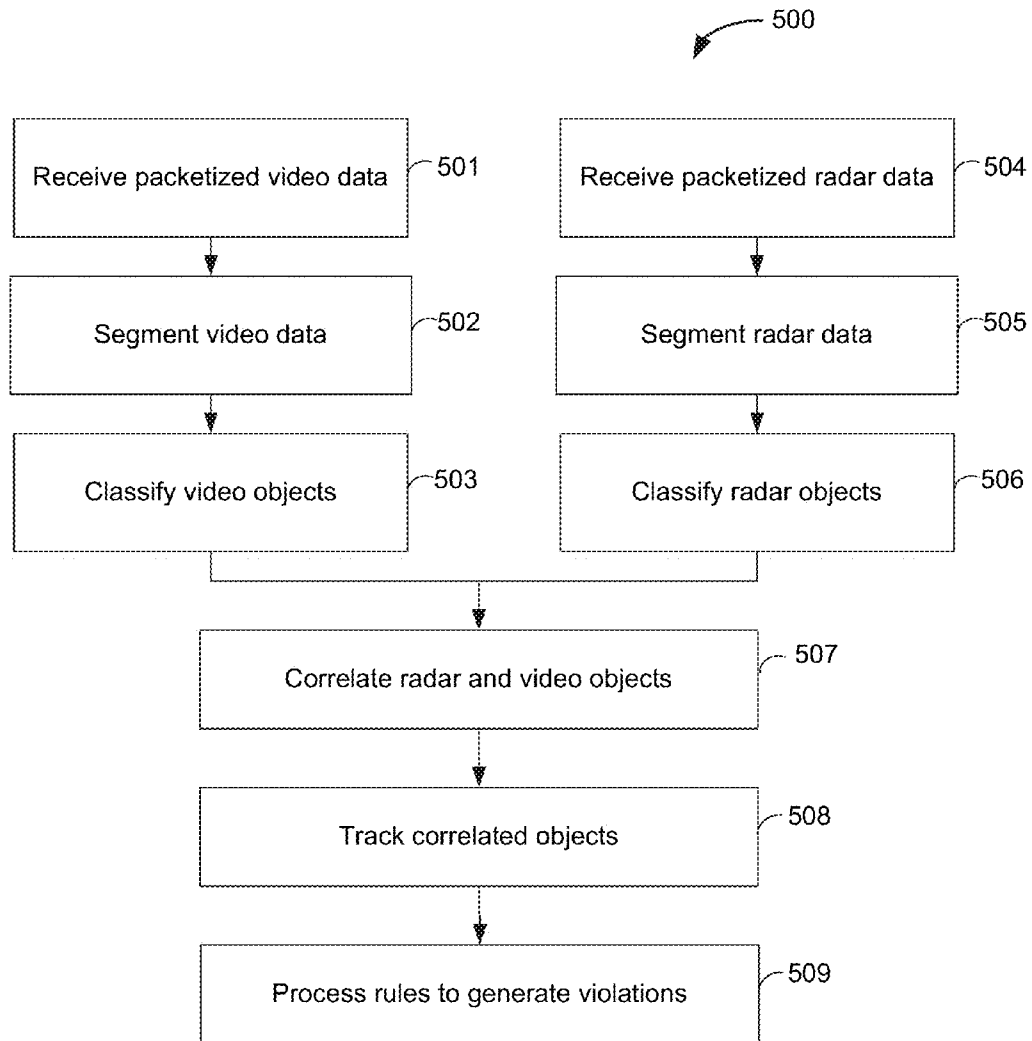 500
Receive packetized video data
501
Receive packetized radar data
504
Segment video data
502
Segment radar data
505
Classify video objects
503
Classify radar objects
506
Correlate radar and video objects
507
Track correlated objects
508
Process rules to generate violations
509